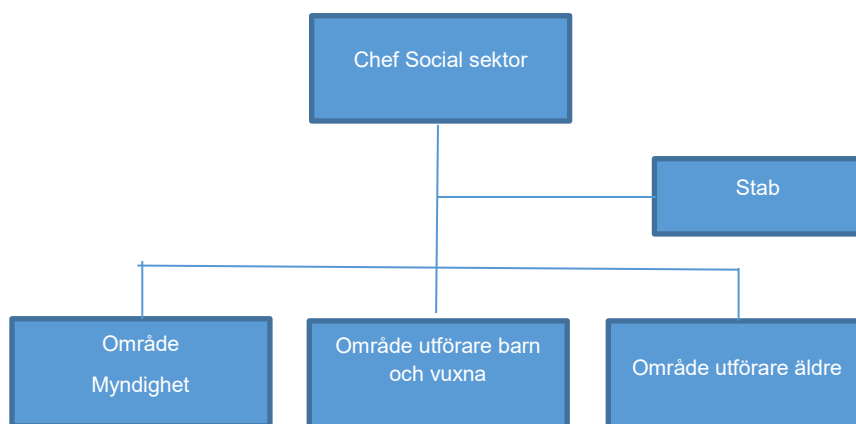 Chef Social sektor
Stab
Område
Myndighet
Område utförare barn
och vuxna
Område utförare äldre